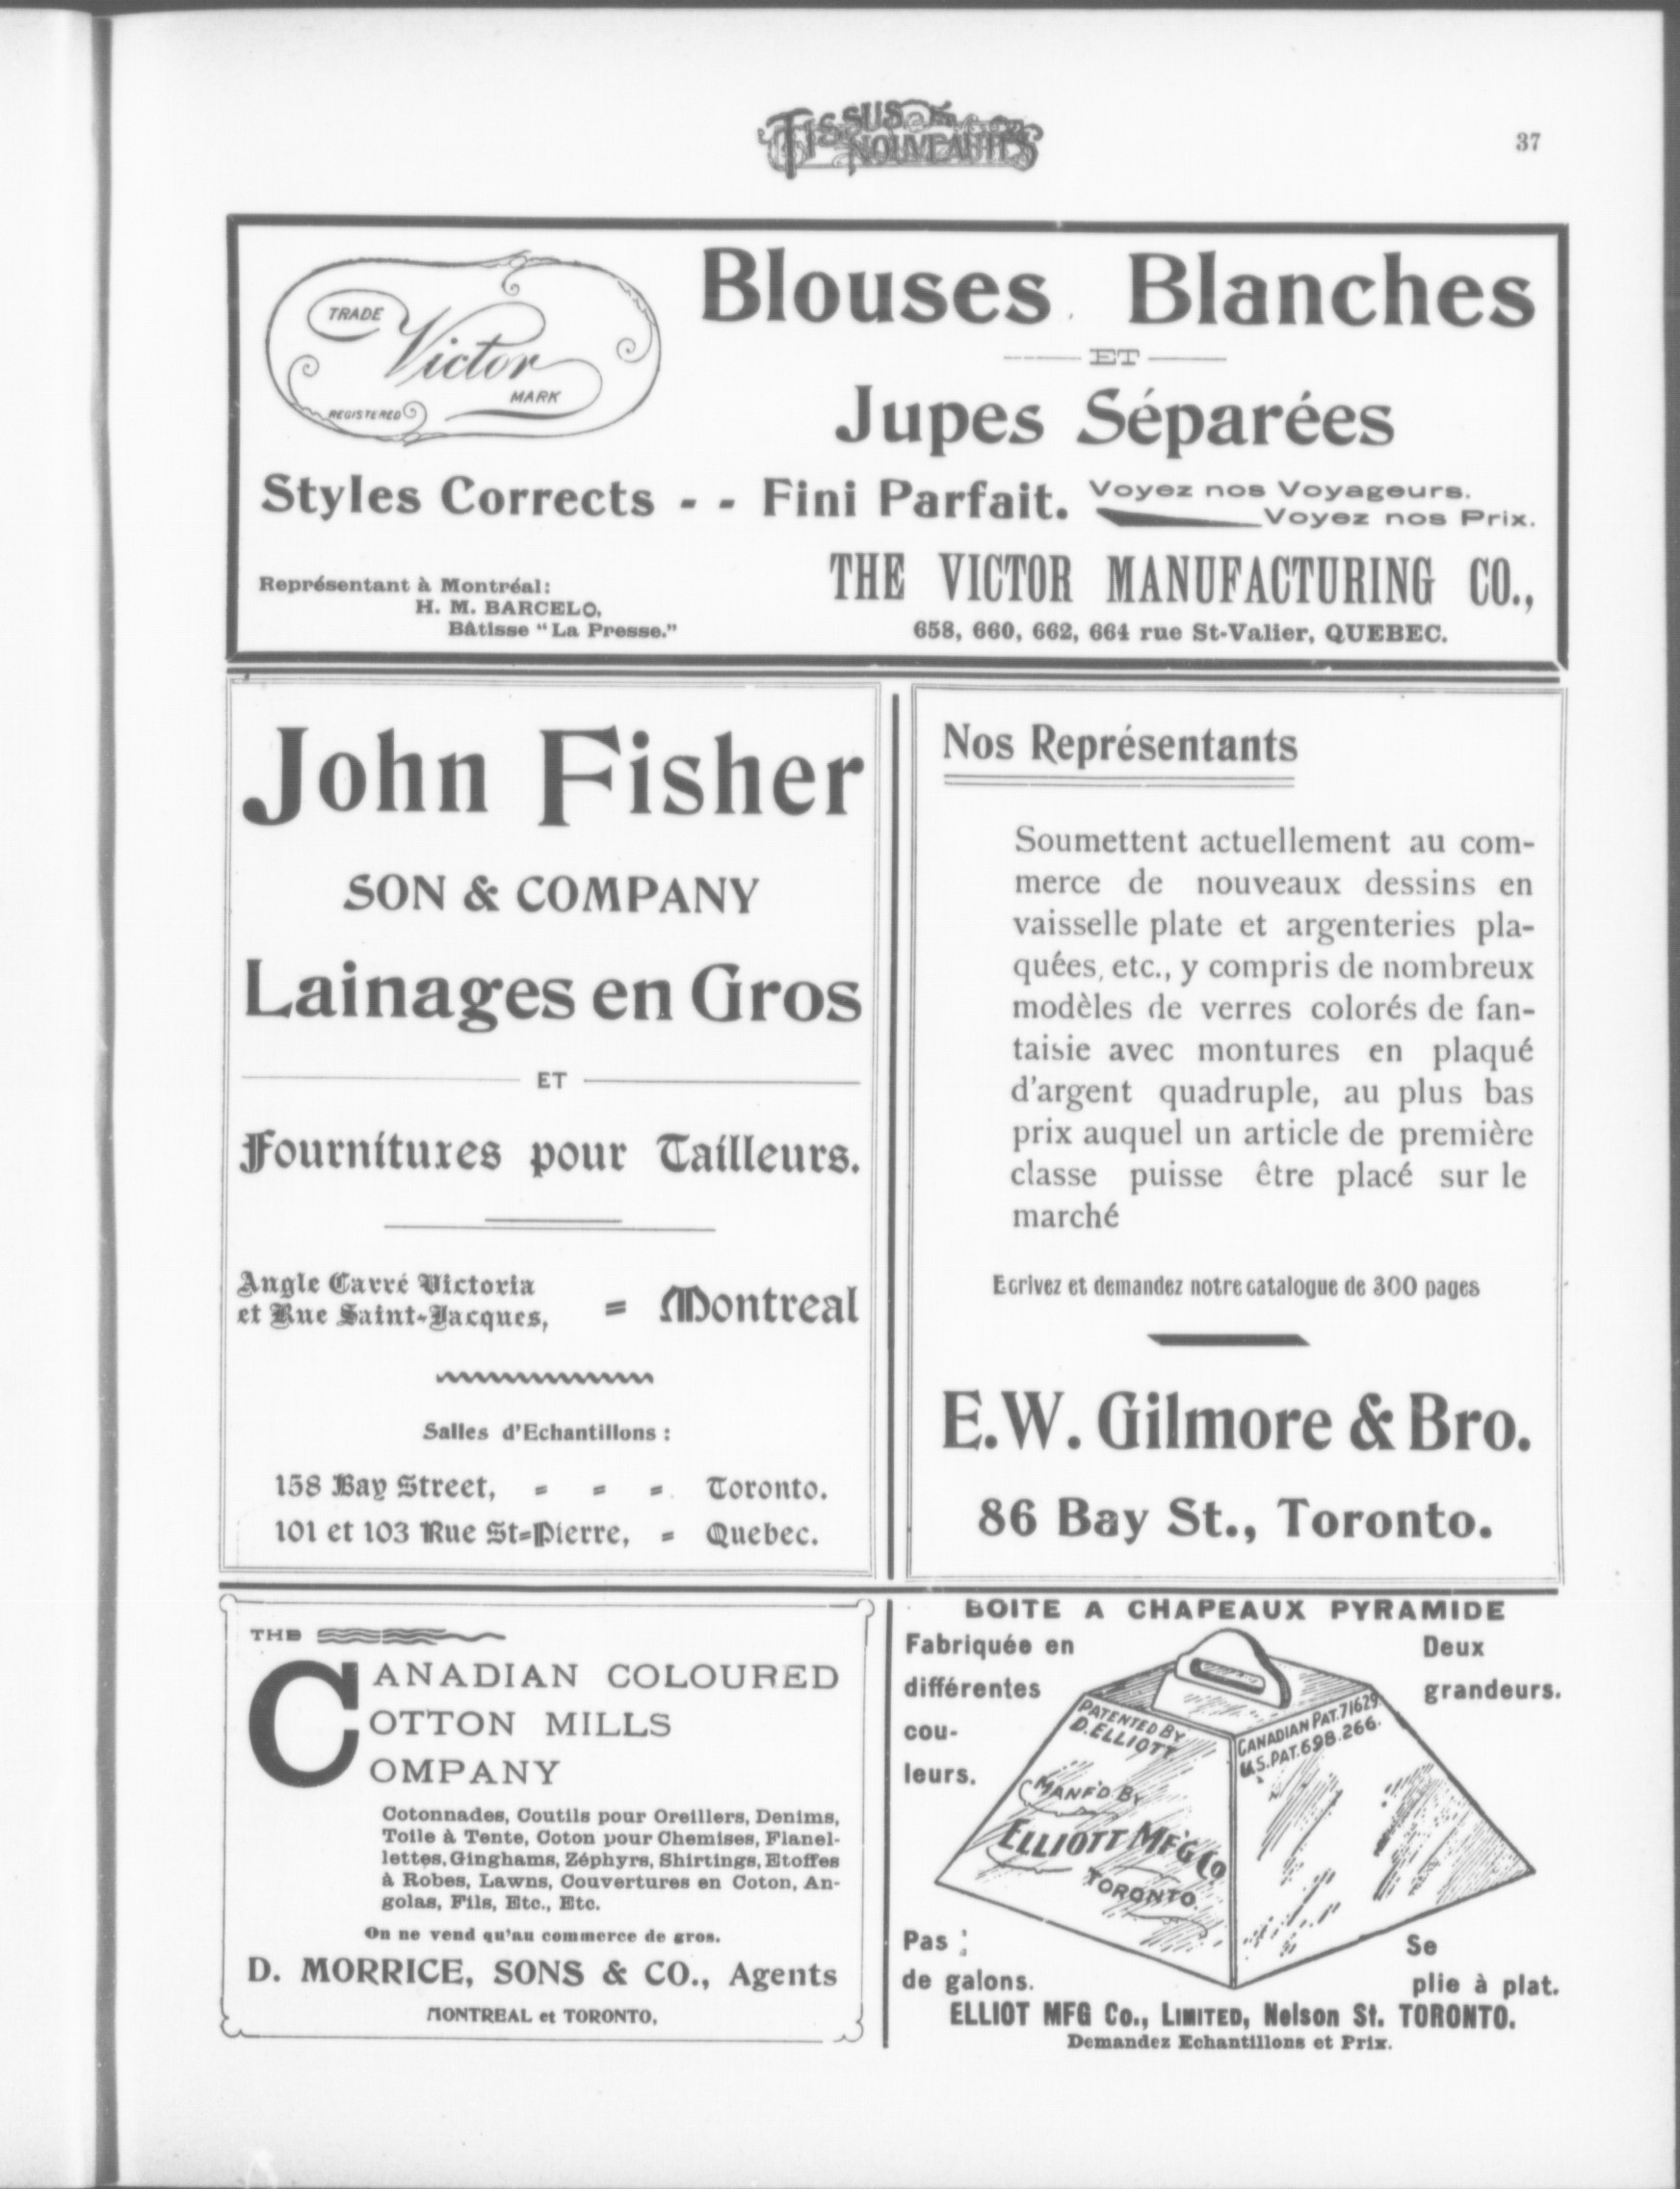 TISSUS ET
NOUVEAUTÉS
37
TRADE
Victor
MARK
REGISTERED
Blouses Blanches
ET
Jupes Séparées
Styles Corrects - - Fini Parfait.
Voyez nos Voyageurs.
Voyez nos Prix.
Représentant à Montréal:
H. M. BARCELO,
Bâtisse "La Presse."
THE VICTOR MANUFACTURING CO.,
658, 660, 662, 664 rue St-Valier, QUEBEC.
John Fisher
SON & COMPANY
Lainages en Gros
ET
Fournitures pour Tailleurs.
Angle Carré Victoria
et Rue Saint-Jacques, = Montreal
Salles d'Echantillons :
158 Bay Street, = = = Toronto.
101 et 103 Rue St=Pierre, = Quebec.
Nos Représentants
Soumettent actuellement au com-
merce de nouveaux dessins en
vaisselle plate et argenteries pla-
quées, etc., y compris de nombreux
modèles de verres colorés de fan-
taisie avec montures en plaqué
d'argent quadruple, au plus bas
prix auquel un article de première
classe puisse être placé sur le
marché
Ecrivez et demandez notre catalogue de 300 pages
E.W. Gilmore & Bro.
86 Bay St., Toronto.
THE
CANADIAN COLOURED
COTTON MILLS
COMPANY
Cotonnades, Coutils pour Oreillers, Denims,
Toile à Tente, Coton pour Chemises, Flanel-
lettes, Ginghams, Zéphyrs, Shirtings, Etoffes
à Robes, Lawns, Couvertures en Coton, An-
golas, Fils, Etc., Etc.
On ne vend qu'au commerce de gros.
D. MORRICE, SONS & CO., Agents
MONTREAL et TORONTO,
BOITE A CHAPEAUX PYRAMIDE
Fabriquée en
différentes
cou-
leurs.
Deux
grandeurs.
PATENTED BY
D. ELLIOTT
CANADIAN PAT. 71629
U.S. PAT. 698.266.
MANF'D BY
ELLIOTT MF'G Co
TORONTO.
Pas :
de galons.
Se
plie à plat.
ELLIOT MFG Co., LIMITED, Nelson St. TORONTO.
Demandez Echantillons et Prix.